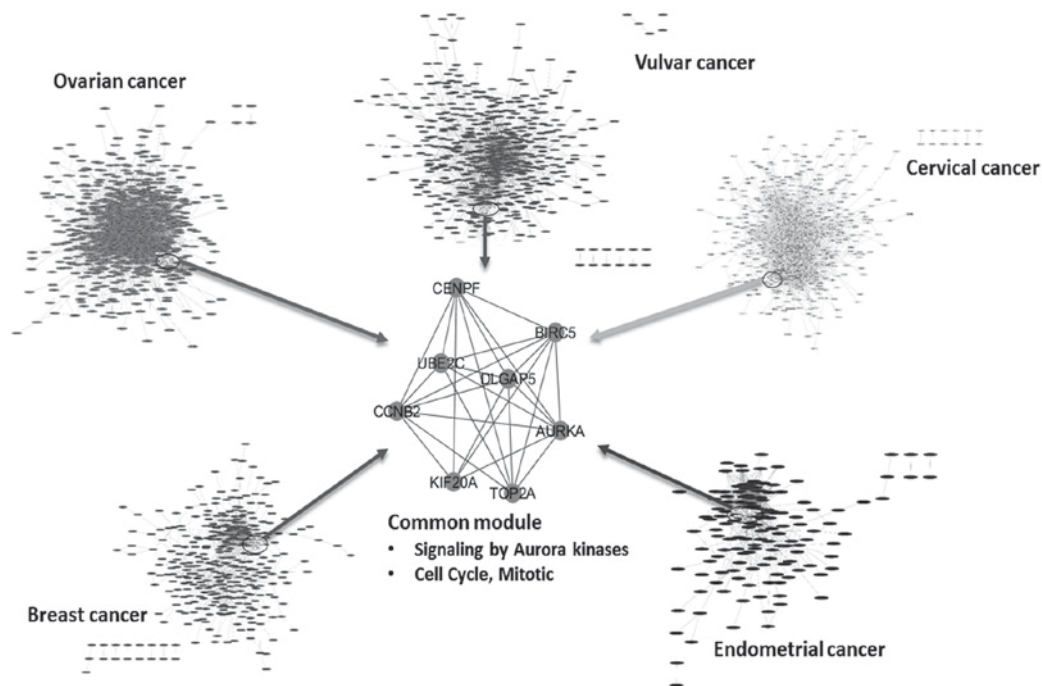 Vulvar cancer
Ovarian cancer
Cervical cancer
CENPF
BIRC5
UBE2C
DLGAP5
CCNB2
AURKA
KIF20A
TOP2A
Common module
• Signaling by Aurora kinases
• Cell Cycle, Mitotic
Breast cancer
Endometrial cancer